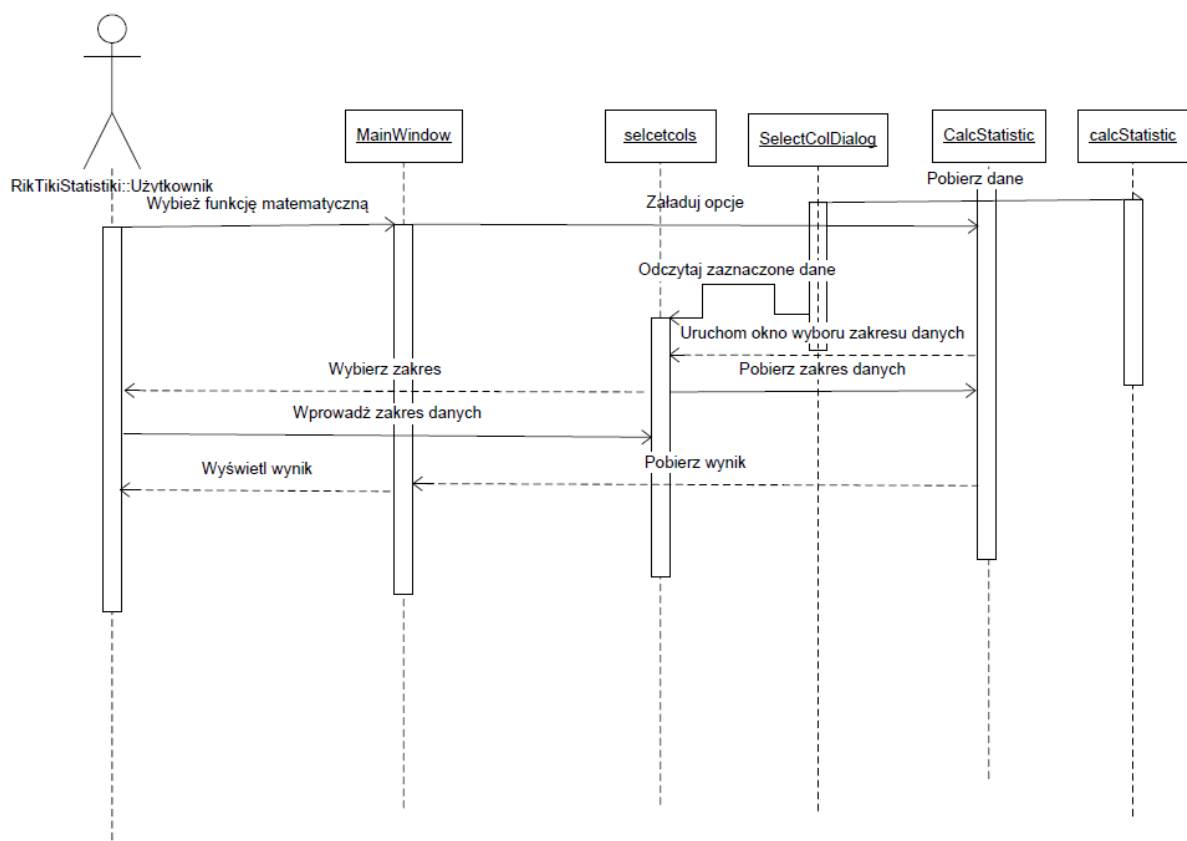 MainWindow
selcetcols
SelectColDialog
CalcStatistic
calcStatistic
RikTikiStatistiki::Użytkownik
Pobierz dane
Wybież funkcję matematyczną
Załaduj opcje
Odczytaj zaznaczone dane
Uruchom okno wyboru zakresu danych
Wybierz zakres
Pobierz zakres danych
Wprowadź zakres danych
Wyświetl wynik
Pobierz wynik